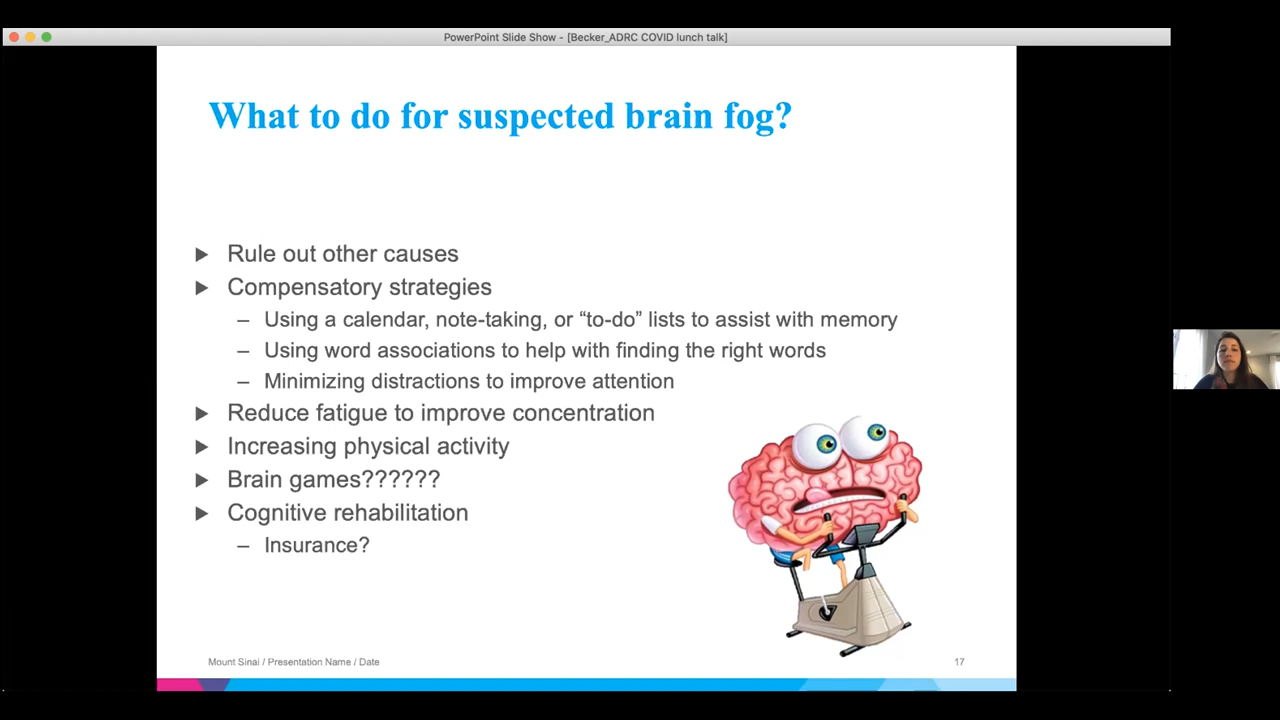 PowerPoint Slide Show - [Becker_ADRC COVID lunch talk]
What to do for suspected brain fog?
Rule out other causes
Compensatory strategies
– Using a calendar, note-taking, or “to-do” lists to assist with memory
– Using word associations to help with finding the right words
– Minimizing distractions to improve attention
Reduce fatigue to improve concentration
Increasing physical activity
Brain games??????
Cognitive rehabilitation
– Insurance?
Mount Sinai / Presentation Name / Date
17